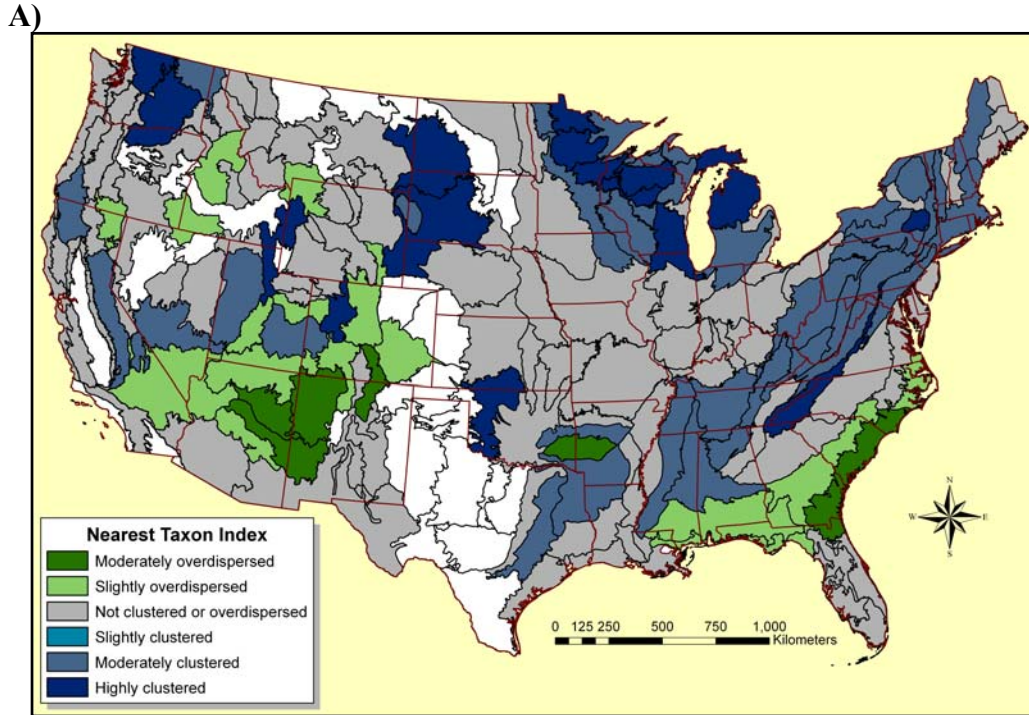 A)
N
W E
S
Nearest Taxon Index
Moderately overdispersed
Slightly overdispersed
Not clustered or overdispersed
Slightly clustered
Moderately clustered
Highly clustered
0 125 250 500 750 1,000
Kilometers